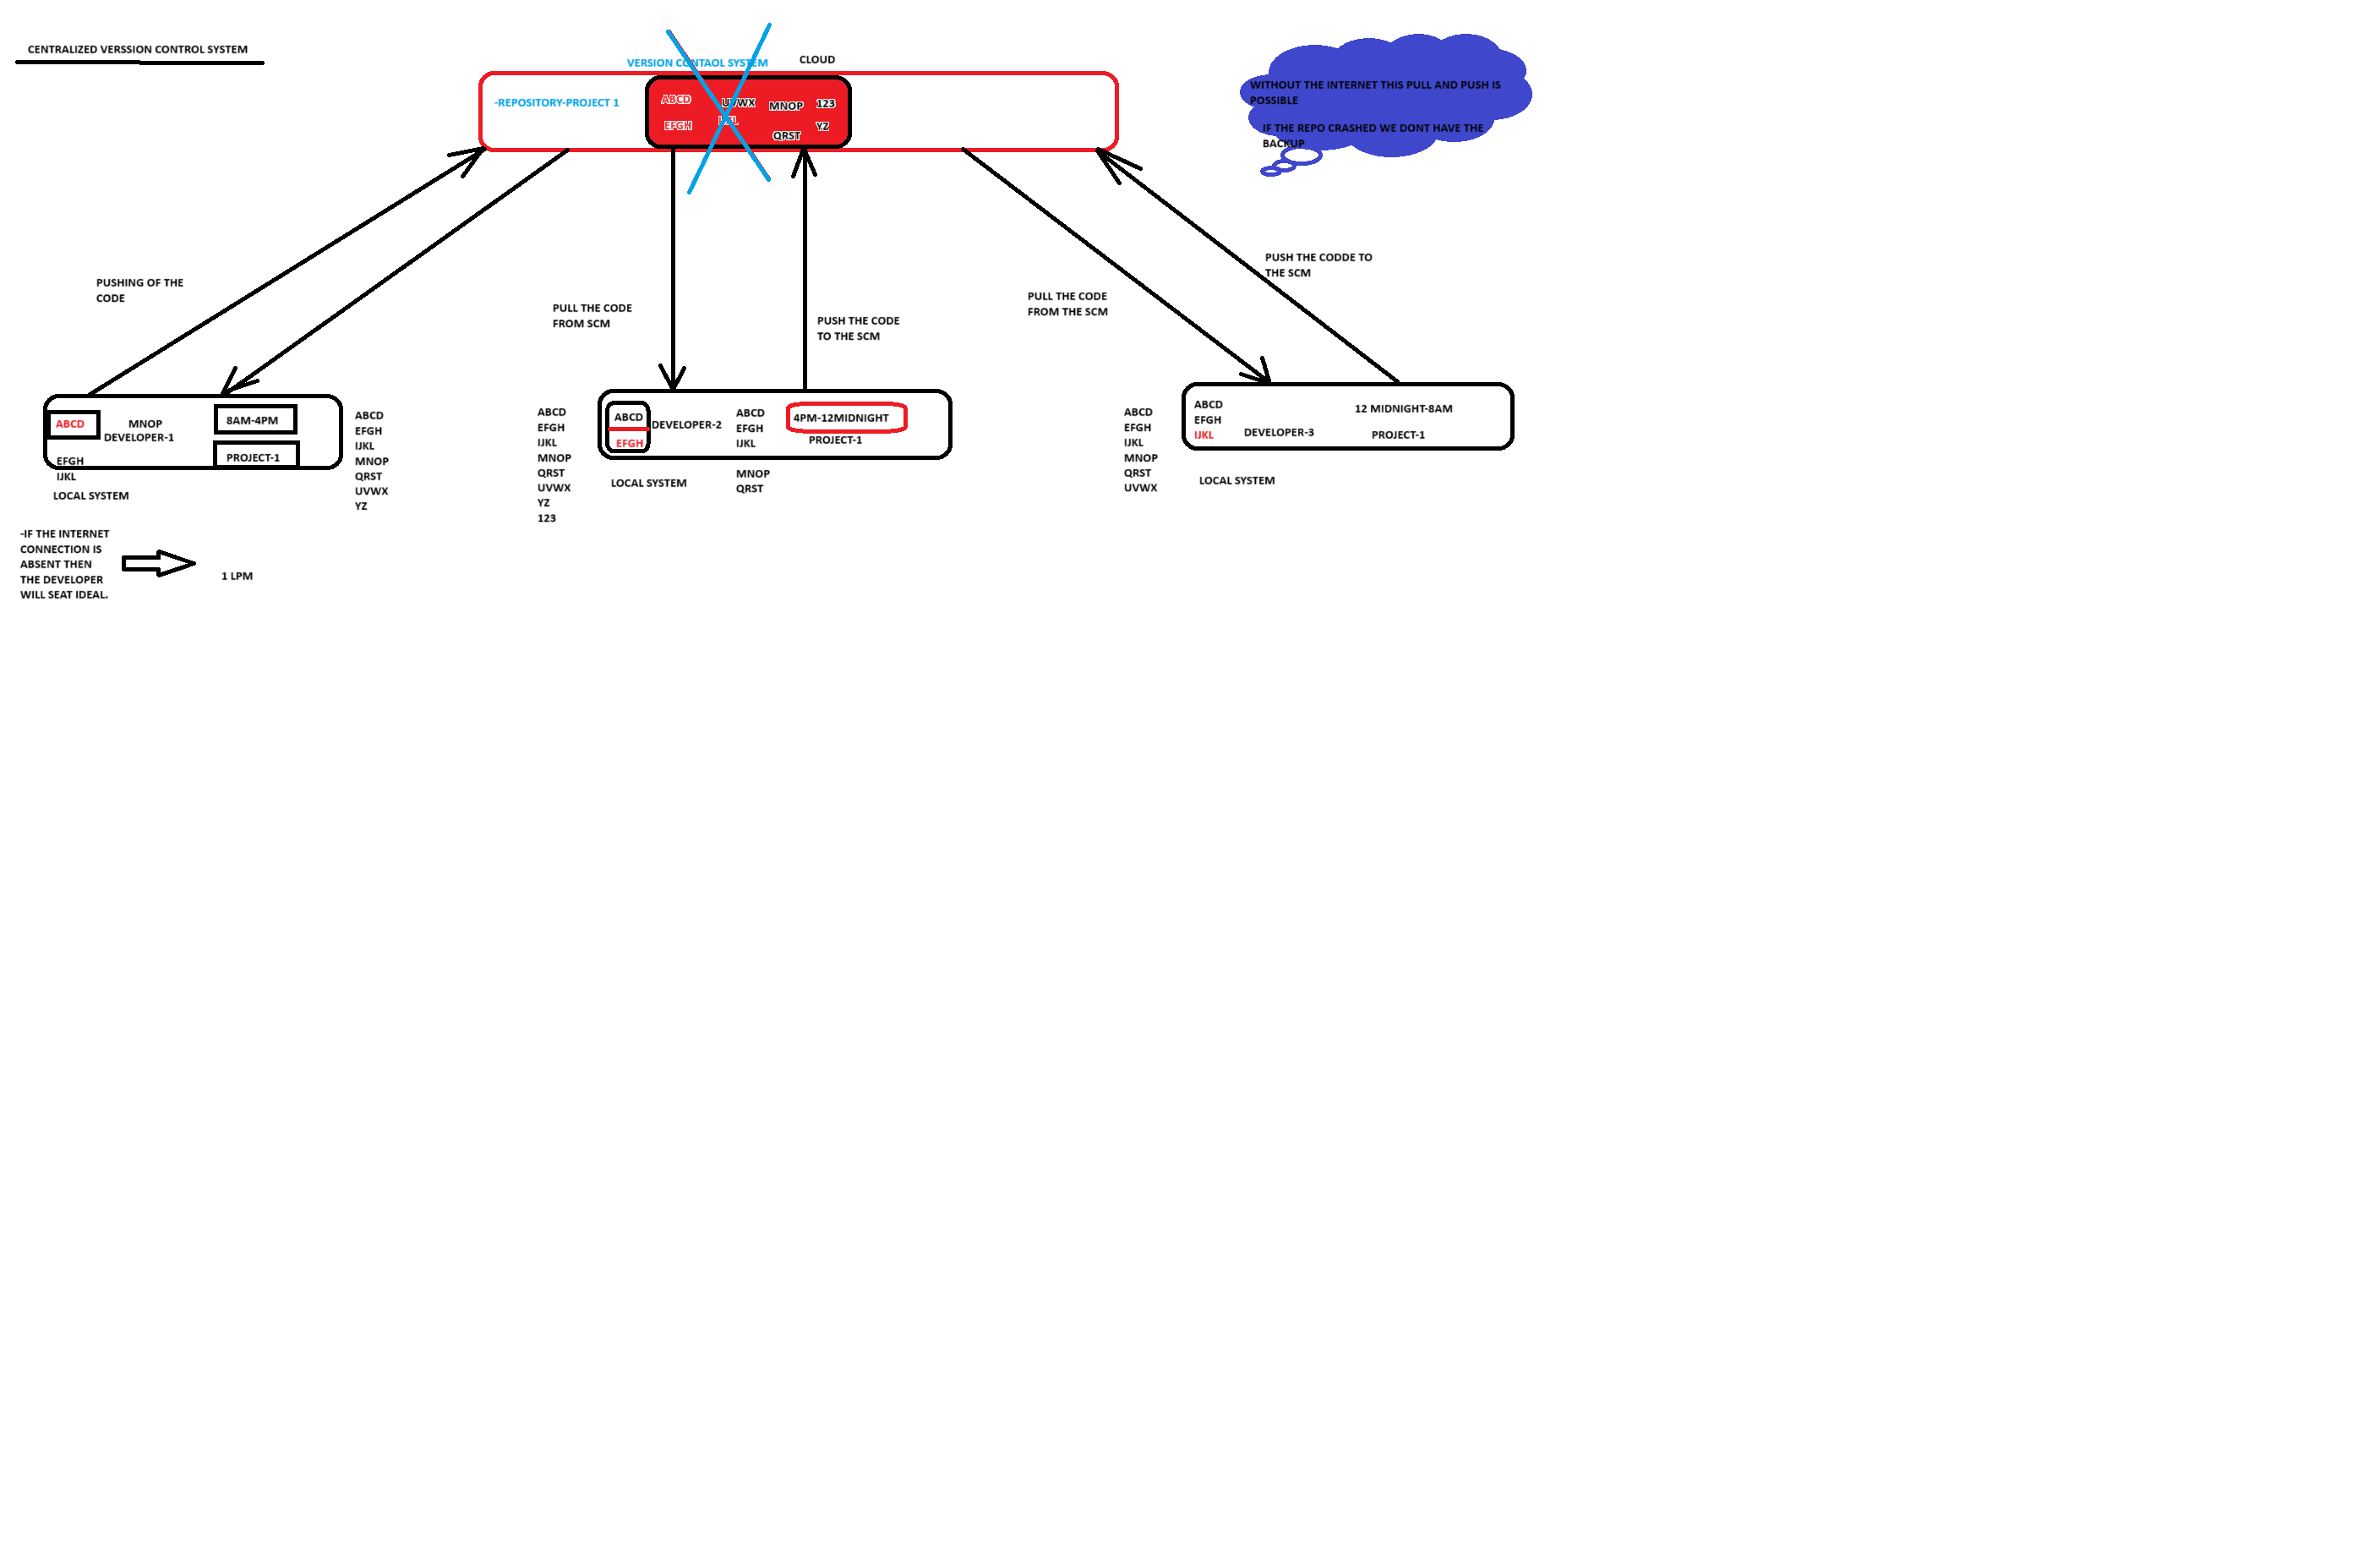 CENTRALIZED VERSSION CONTROL SYSTEM
VERSION CONTAOL SYSTEM
CLOUD
-REPOSITORY-PROJECT 1
ABCD
EFGH
UVWX
IJKL
MNOP
QRST
123
YZ
WITHOUT THE INTERNET THIS PULL AND PUSH IS
POSSIBLE
IF THE REPO CRASHED WE DONT HAVE THE
BACKUP
PUSHING OF THE
CODE
PULL THE CODE
FROM SCM
PUSH THE CODE
TO THE SCM
PULL THE CODE
FROM THE SCM
PUSH THE CODDE TO
THE SCM
ABCD
MNOP
DEVELOPER-1
8AM-4PM
PROJECT-1
EFGH
IJKL
LOCAL SYSTEM
ABCD
EFGH
IJKL
MNOP
QRST
UVWX
YZ
ABCD
EFGH
IJKL
MNOP
QRST
UVWX
YZ
123
ABCD
EFGH
DEVELOPER-2
ABCD
EFGH
IJKL
MNOP
QRST
4PM-12MIDNIGHT
PROJECT-1
LOCAL SYSTEM
ABCD
EFGH
IJKL
MNOP
QRST
UVWX
ABCD
EFGH
IJKL
DEVELOPER-3
12 MIDNIGHT-8AM
PROJECT-1
LOCAL SYSTEM
-IF THE INTERNET
CONNECTION IS
ABSENT THEN
THE DEVELOPER
WILL SEAT IDEAL.
1 LPM